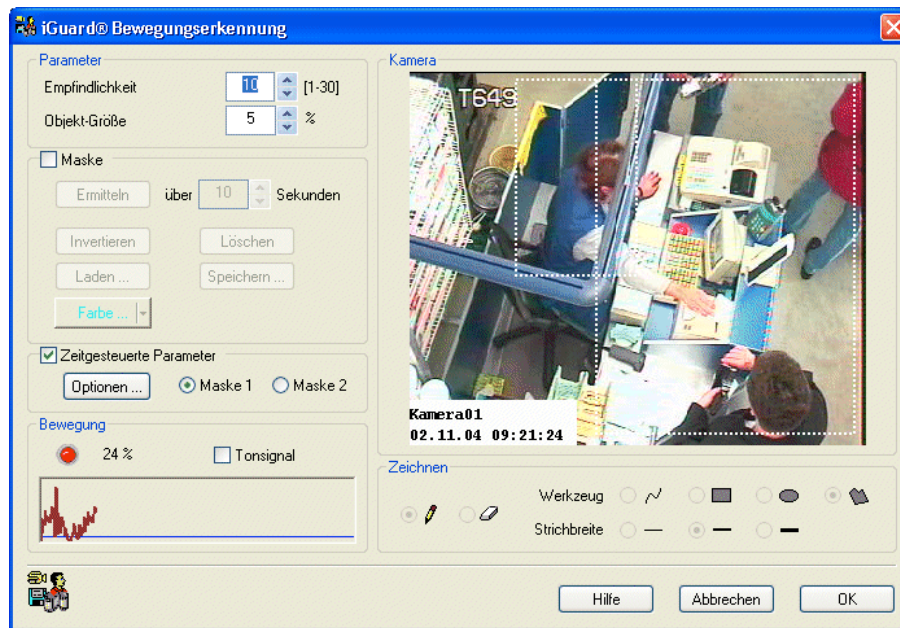 iGuard® Bewegungserkennung
Parameter
Empfindlichkeit 10 [1-30]
Objekt-Größe 5 %
Maske
Ermitteln über 10 Sekunden
Invertieren Löschen
Laden ... Speichern ...
Farbe ...
Zeitgesteuerte Parameter
Optionen ... Maske 1 Maske 2
Bewegung
24 % Tonsignal
Kamera
T649
Kamera01
02.11.04 09:21:24
Zeichnen
Werkzeug
Strichbreite
Hilfe Abbrechen OK